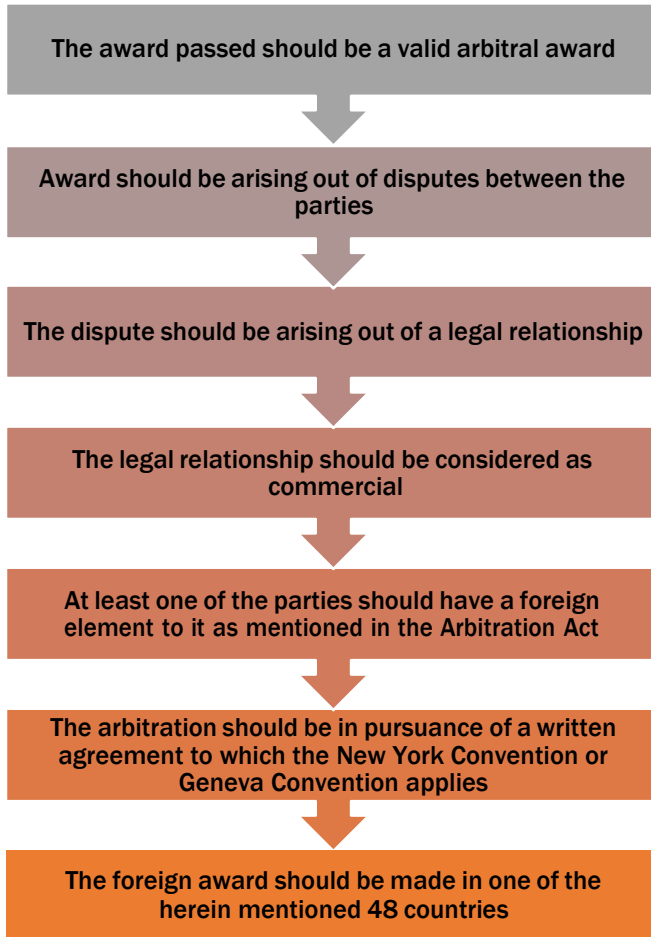 The award passed should be a valid arbitral award
Award should be arising out of disputes between the
parties
The dispute should be arising out of a legal relationship
The legal relationship should be considered as
commercial
At least one of the parties should have a foreign
element to it as mentioned in the Arbitration Act
The arbitration should be in pursuance of a written
agreement to which the New York Convention or
Geneva Convention applies
The foreign award should be made in one of the
herein mentioned 48 countries